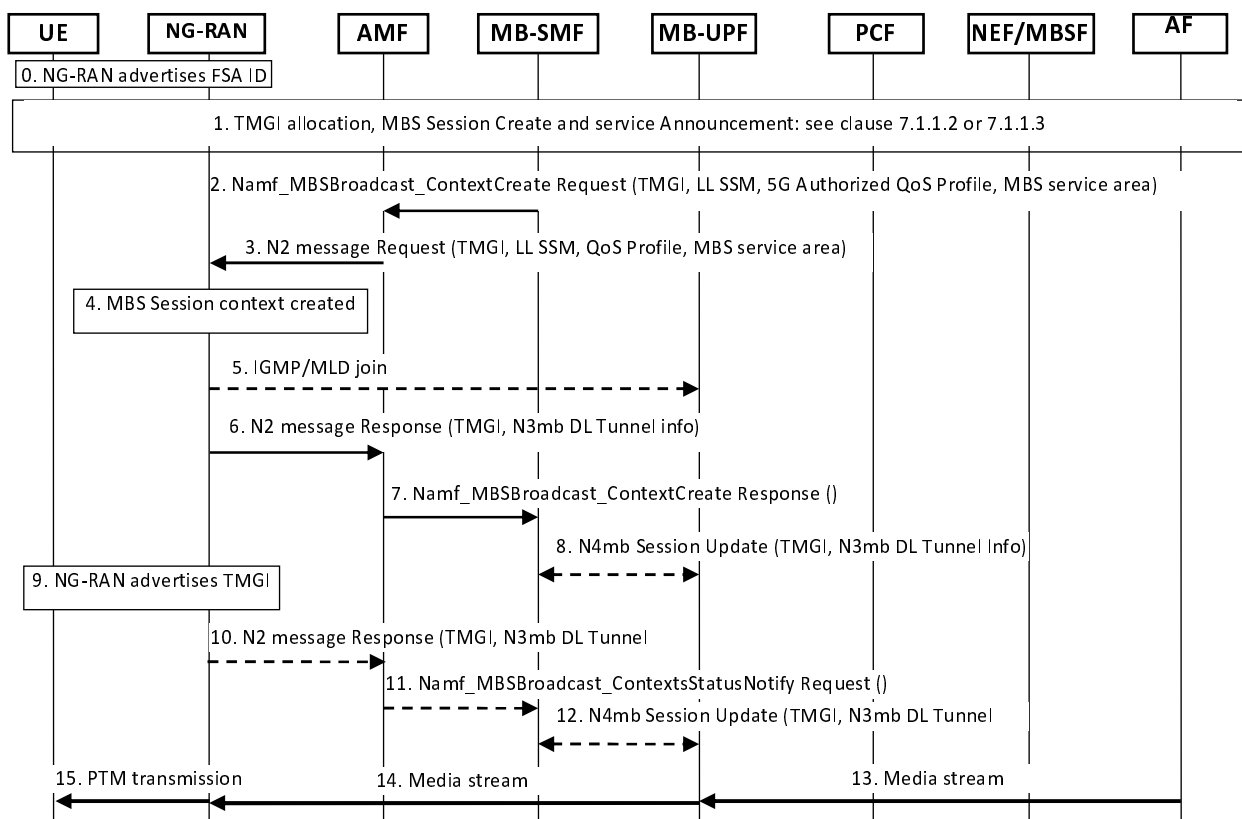 UE
NG-RAN
AMF
MB-SMF
MB-UPF
PCF
NEF/MBSF
AF
0. NG-RAN advertises FSA ID
1. TMGI allocation, MBS Session Create and service Announcement: see clause 7.1.1.2 or 7.1.1.3
2. Namf_MBSBroadcast_ContextCreate Request (TMGI, LL SSM, 5G Authorized QoS Profile, MBS service area)
3. N2 message Request (TMGI, LL SSM, QoS Profile, MBS service area)
4. MBS Session context created
5. IGMP/MLD join
6. N2 message Response (TMGI, N3mb DL Tunnel info)
7. Namf_MBSBroadcast_ContextCreate Response ()
8. N4mb Session Update (TMGI, N3mb DL Tunnel Info)
9. NG-RAN advertises TMGI
10. N2 message Response (TMGI, N3mb DL Tunnel
11. Namf_MBSBroadcast_ContextsStatusNotify Request ()
12. N4mb Session Update (TMGI, N3mb DL Tunnel
15. PTM transmission
14. Media stream
13. Media stream